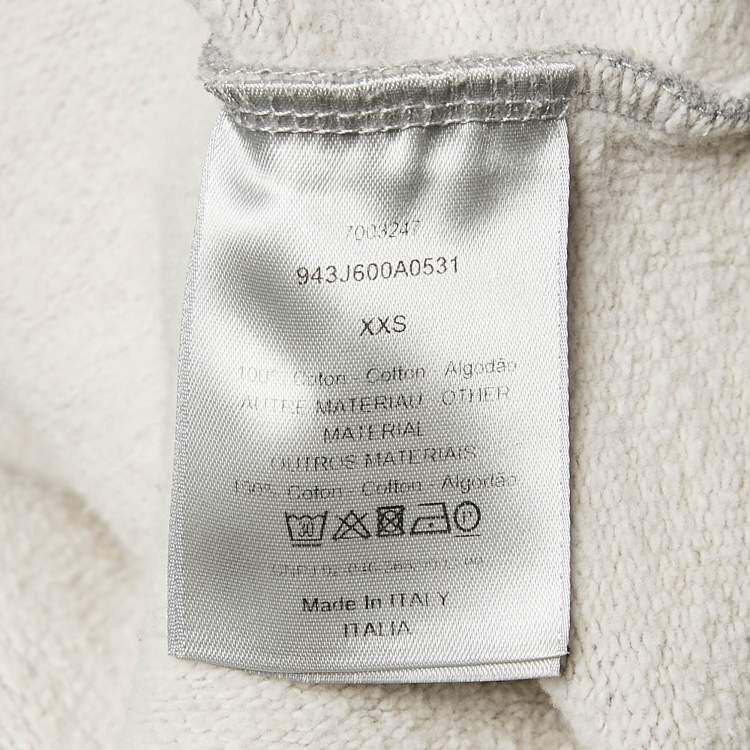 7003247
943J600A0531
XXS
100% Coton - Cotton - Algodão
AUTRE MATERIAU OTHER
MATERIAL
OUTROS MATERIAIS
100% Coton - Cotton - Algodão
30
Made In ITALY
ITALIA